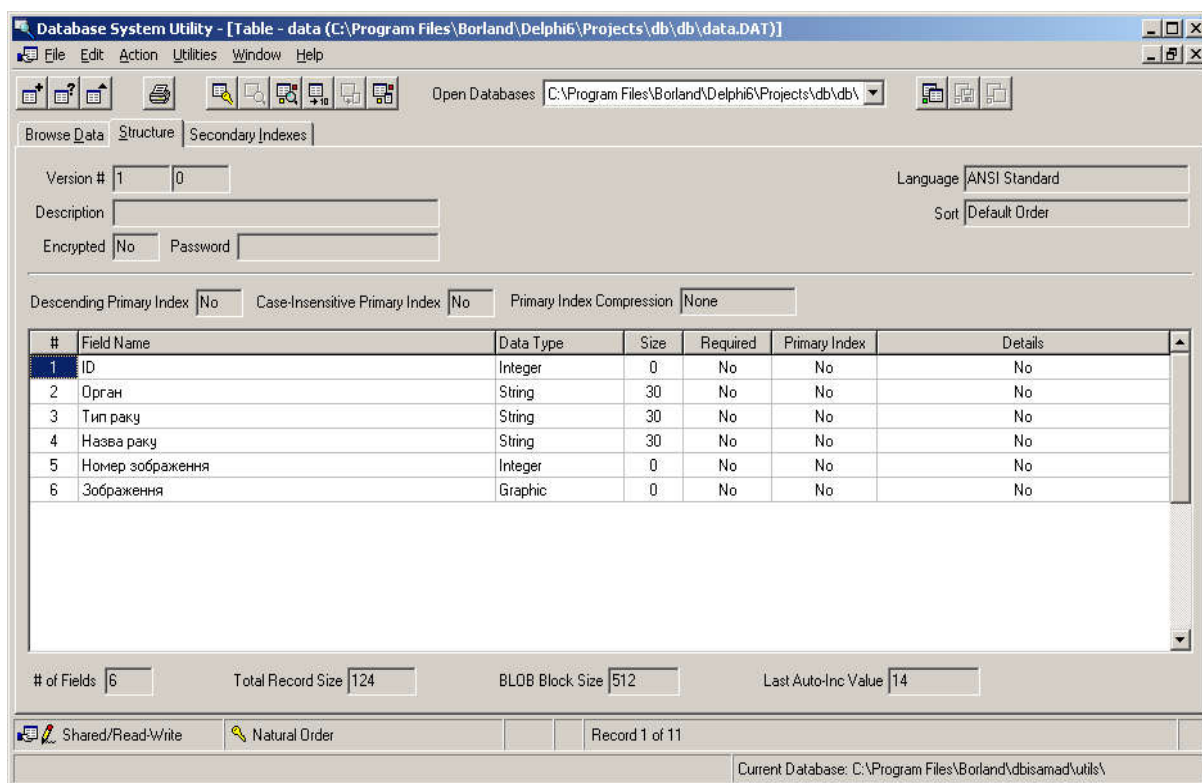 Database System Utility - [Table - data (C:\Program Files\Borland\Delphi6\Projects\db\db\data.DAT)]
File Edit Action Utilities Window Help
Open Databases C:\Program Files\Borland\Delphi6\Projects\db\db\
Browse Data Structure Secondary Indexes
Version # 1 0 Language ANSI Standard
Description Sort Default Order
Encrypted No Password
Descending Primary Index No Case-Insensitive Primary Index No Primary Index Compression None
# Field Name Data Type Size Required Primary Index Details
1 ID Integer 0 No No No
2 Орган String 30 No No No
3 Тип раку String 30 No No No
4 Назва раку String 30 No No No
5 Номер зображення Integer 0 No No No
6 Зображення Graphic 0 No No No
# of Fields 6 Total Record Size 124 BLOB Block Size 512 Last Auto-Inc Value 14
Shared/Read-Write Natural Order Record 1 of 11
Current Database: C:\Program Files\Borland\dbisamad\utils\